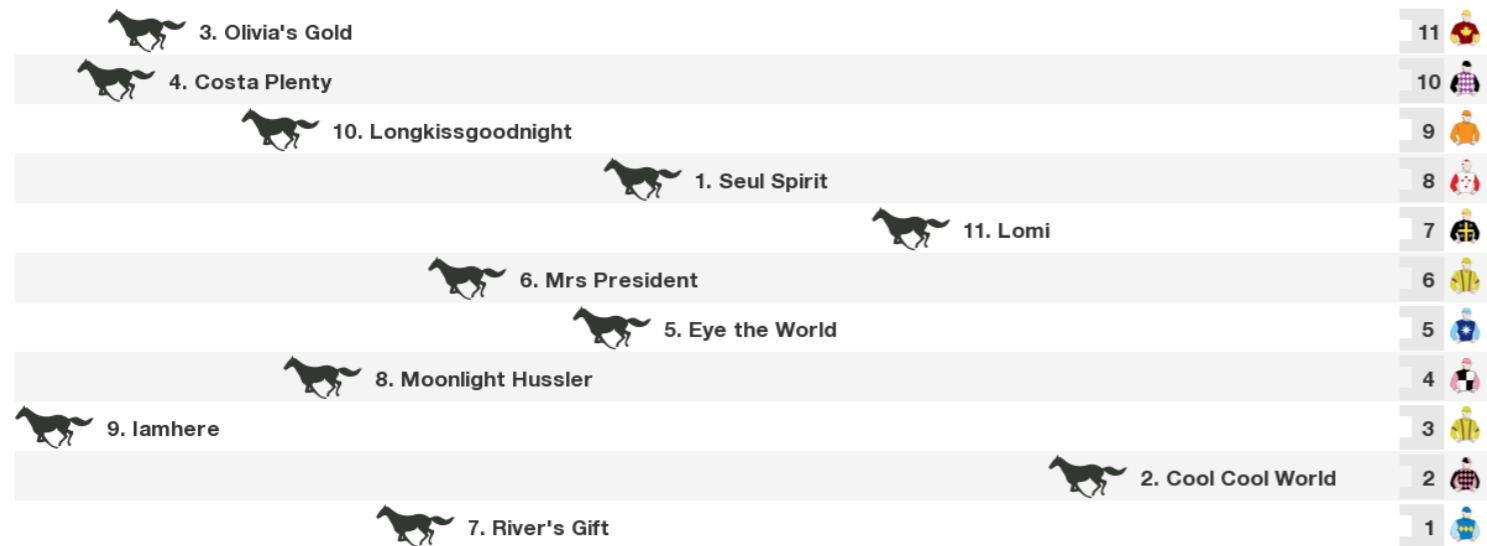 3. Olivia's Gold 11
4. Costa Plenty 10
10. Longkissgoodnight 9
1. Seul Spirit 8
11. Lomi 7
6. Mrs President 6
5. Eye the World 5
8. Moonlight Hussler 4
9. Iamhere 3
2. Cool Cool World 2
7. River's Gift 1